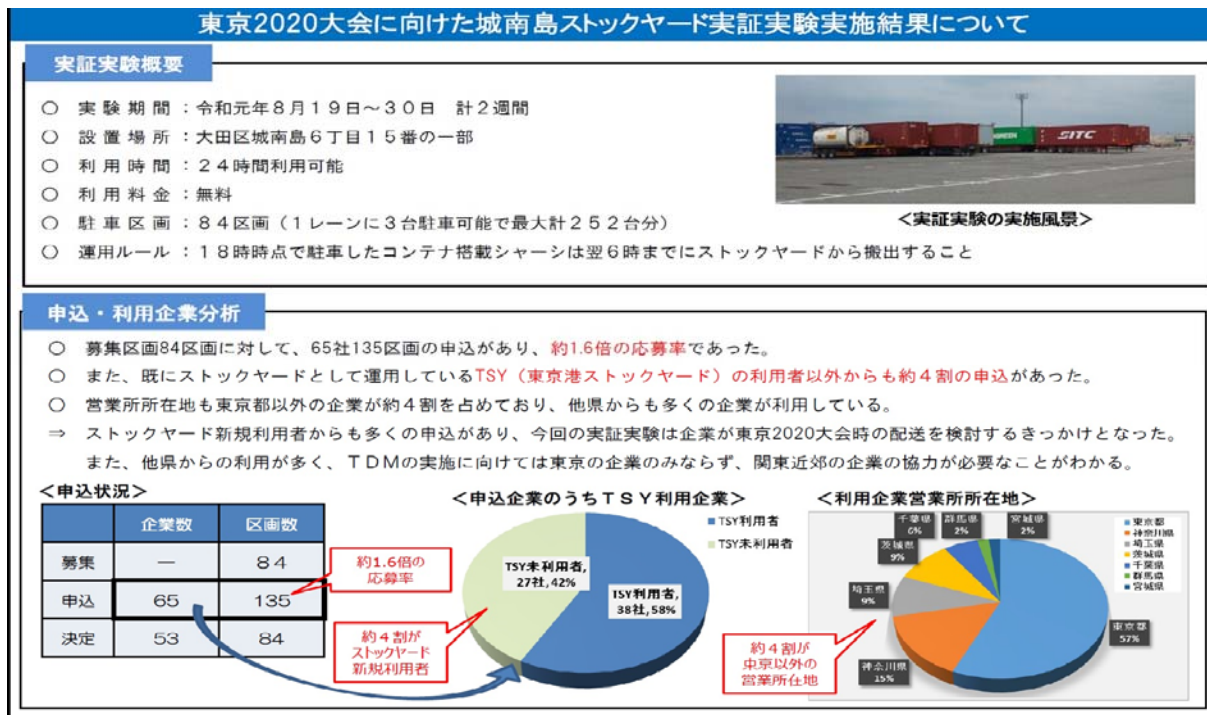 東京2020大会に向けた城南島ストックヤード実証実験実施結果について
実証実験概要
○ 実験期間：令和元年8月19日～30日 計2週間
○ 設置場所：大田区城南島6丁目15番の一部
○ 利用時間：24時間利用可能
○ 利用料金：無料
○ 駐車区画：84区画（1レーンに3台駐車可能で最大計252台分）
○ 運用ルール：18時時点で駐車したコンテナ搭載シャーシは翌6時までにストックヤードから搬出すること
SITC
＜実証実験の実施風景＞
申込・利用企業分析
○ 募集区画84区画に対して、65社135区画の申込があり、約1.6倍の応募率であった。
○ また、既にストックヤードとして運用しているTSY（東京港ストックヤード）の利用者以外からも約4割の申込があった。
○ 営業所所在地も東京都以外の企業が約4割を占めており、他県からも多くの企業が利用している。
⇒ ストックヤード新規利用者からも多くの申込があり、今回の実証実験は企業が東京2020大会時の配送を検討するきっかけとなった。
また、他県からの利用が多く、TDMの実施に向けては東京の企業のみならず、関東近郊の企業の協力が必要なことがわかる。
＜申込状況＞
企業数 区画数
募集 － 84
申込 65 135
決定 53 84
約1.6倍の
応募率
約4割が
ストックヤード
新規利用者
＜申込企業のうちTSY利用企業＞
TSY利用者
TSY未利用者
TSY未利用者,
27社,42%
TSY利用者,
38社,58%
＜利用企業営業所所在地＞
千葉県
6%
群馬県
2%
宮城県
2%
茨城県
9%
埼玉県
9%
神奈川県
15%
東京都
57%
東京都
神奈川県
埼玉県
茨城県
千葉県
群馬県
宮城県
約4割が
東京以外の
営業所在地